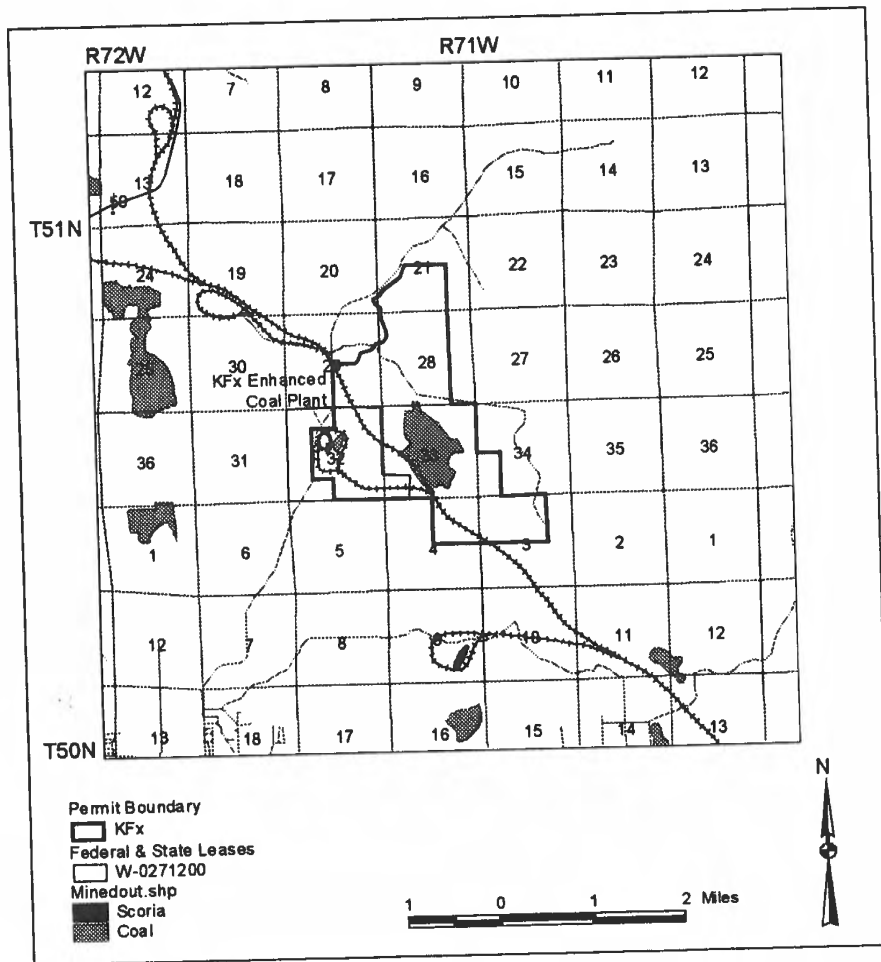 R72W R71W
12 7 8 9 10 11 12
13 18 17 16 15 14 13
T51N
24 19 20 21 22 23 24
30 28 27 26 25
KFx Enhanced
Coal Plant
36 31 32 33 34 35 36
1 6 5 4 3 2 1
12 7 8 10 11 12
T50N
13 18 17 16 15 14 13
N
Permit Boundary
KFx
Federal & State Leases
W-0271200
Minedout.shp
Scoria
Coal
1 0 1 2 Miles